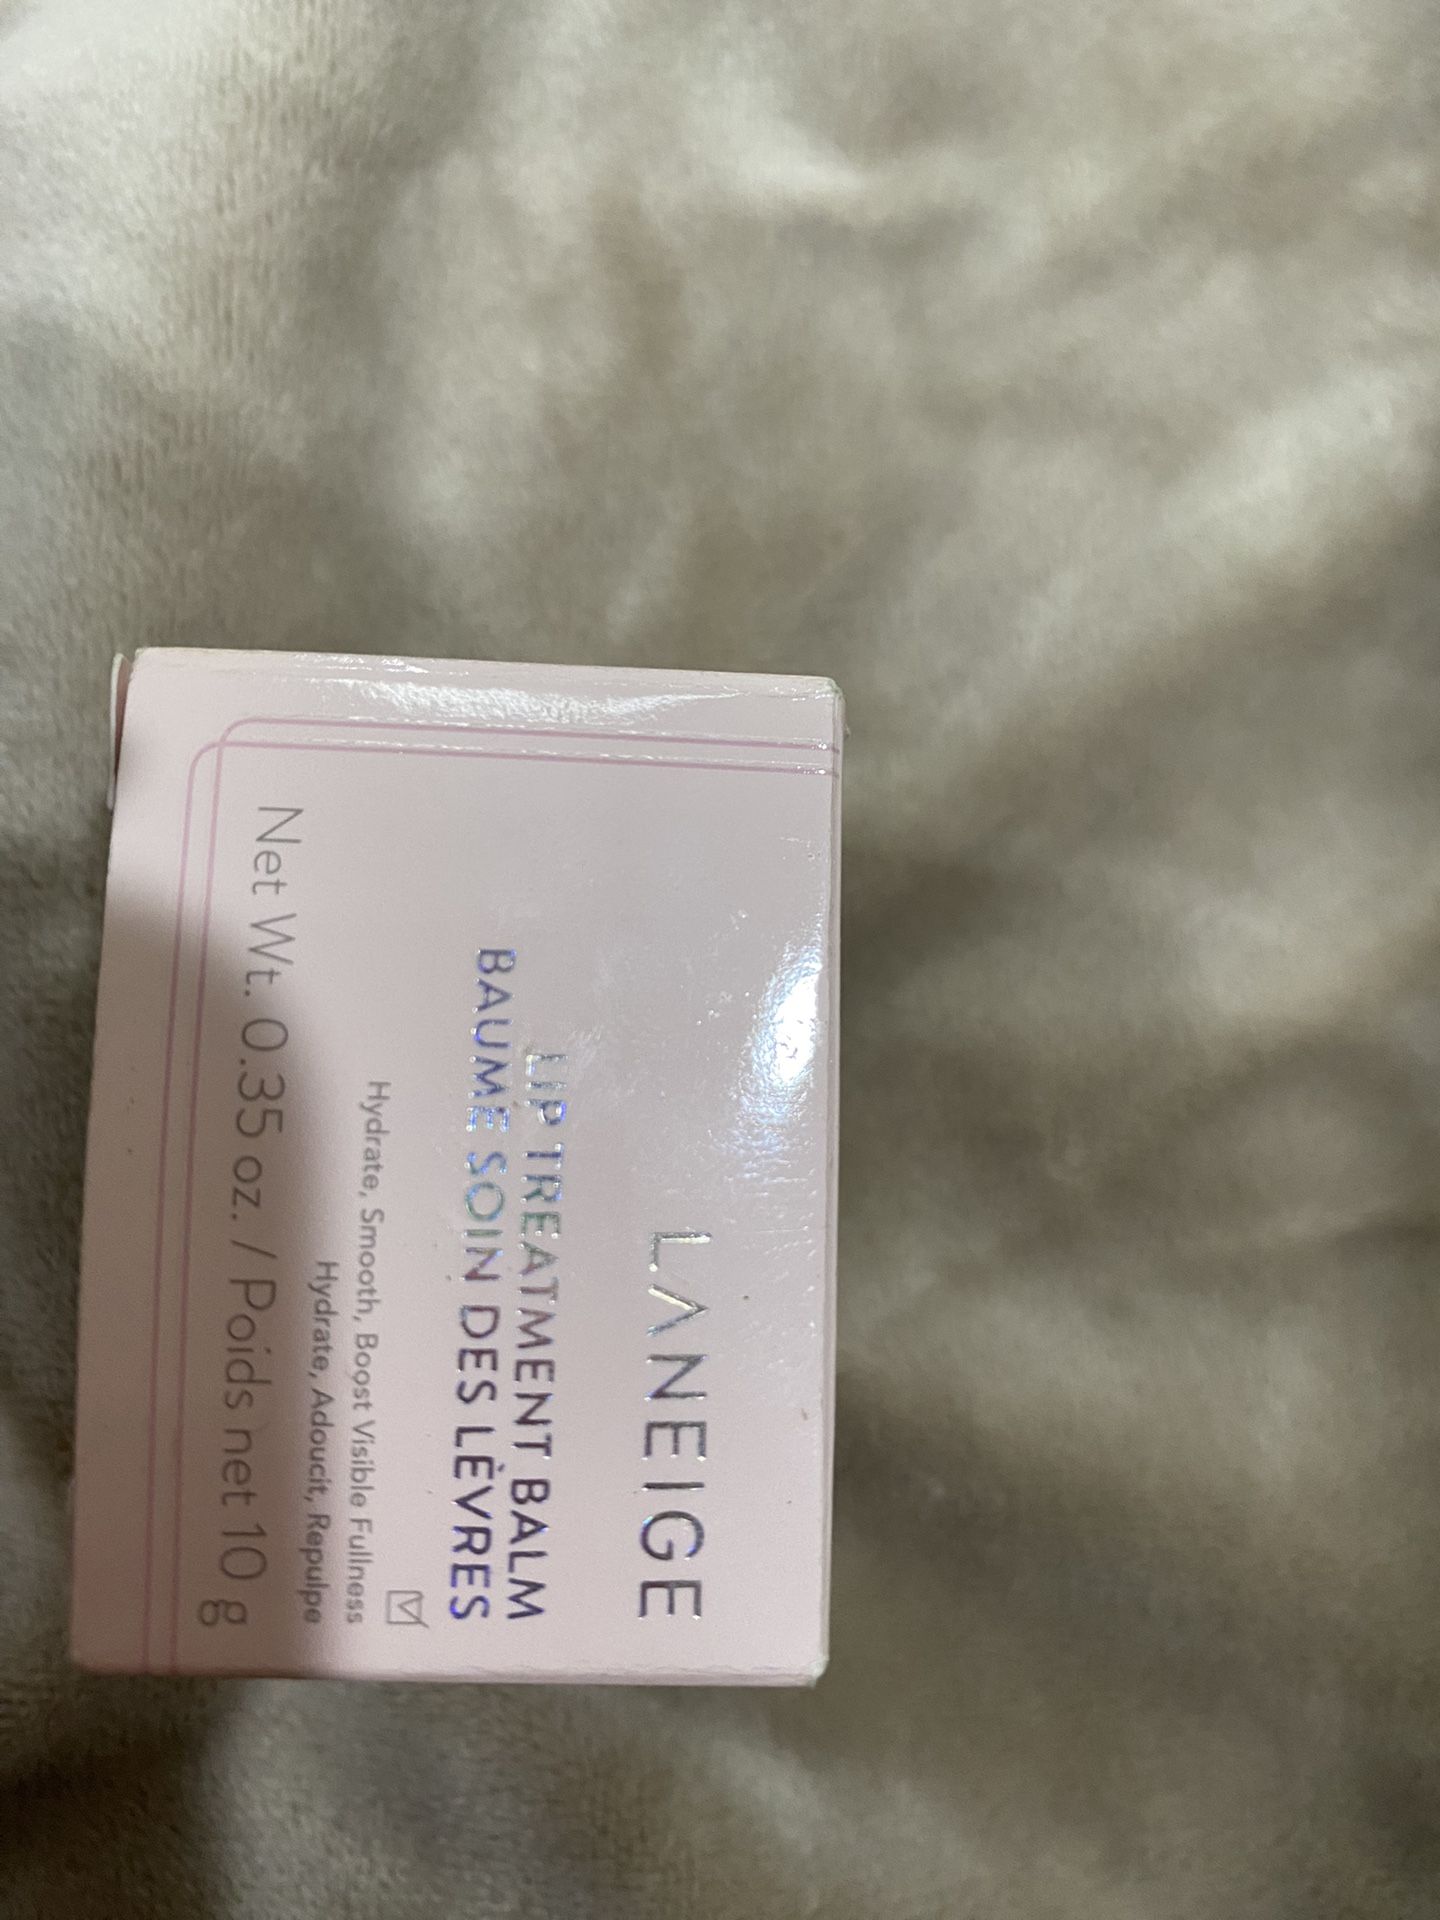 LANEIGE
LIP TREATMENT BALM
BAUME SOIN DES LÈVRES
Hydrate, Smooth, Boost Visible Fullness
Hydrate, Adoucit, Repulpe
Net Wt. 0.35 oz. / Poids net 10 g